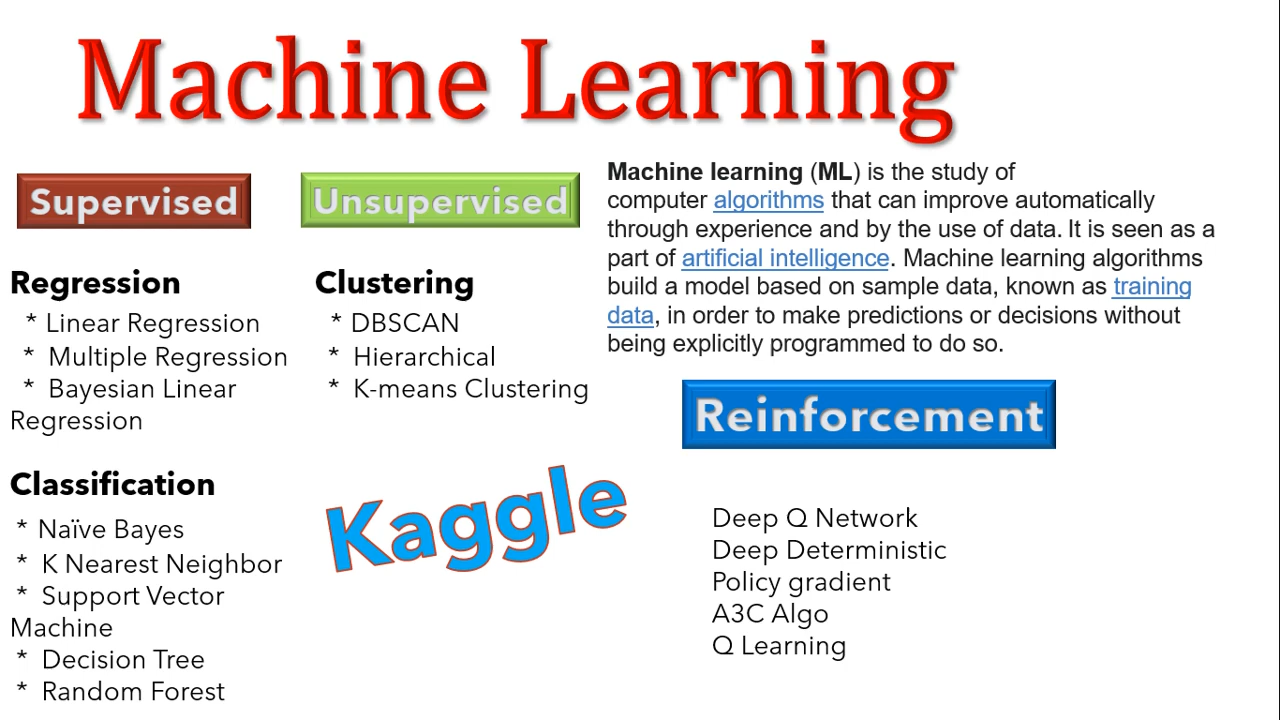 Machine Learning
Supervised
Regression
* Linear Regression
* Multiple Regression
* Bayesian Linear
Regression
Classification
* Naïve Bayes
* K Nearest Neighbor
* Support Vector
Machine
* Decision Tree
* Random Forest
Unsupervised
Clustering
* DBSCAN
* Hierarchical
* K-means Clustering
Kaggle
Machine learning (ML) is the study of
computer algorithms that can improve automatically
through experience and by the use of data. It is seen as a
part of artificial intelligence. Machine learning algorithms
build a model based on sample data, known as training
data, in order to make predictions or decisions without
being explicitly programmed to do so.
Reinforcement
Deep Q Network
Deep Deterministic
Policy gradient
A3C Algo
Q Learning